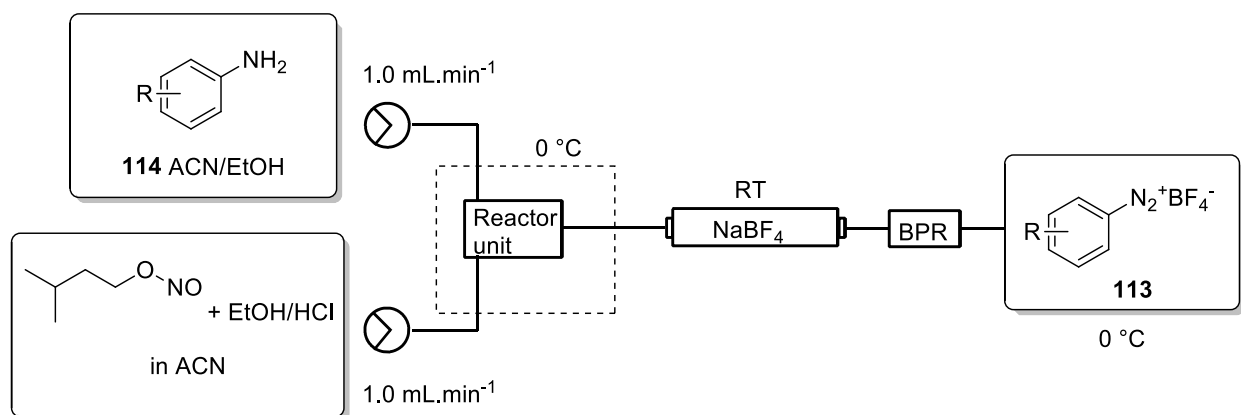 NH2
R
114 ACN/EtOH
1.0 mL.min-1
0 °C
Reactor
unit
RT
NaBF4
BPR
N2+BF4-
R
113
0 °C
O
NO
+ EtOH/HCl
in ACN
1.0 mL.min-1